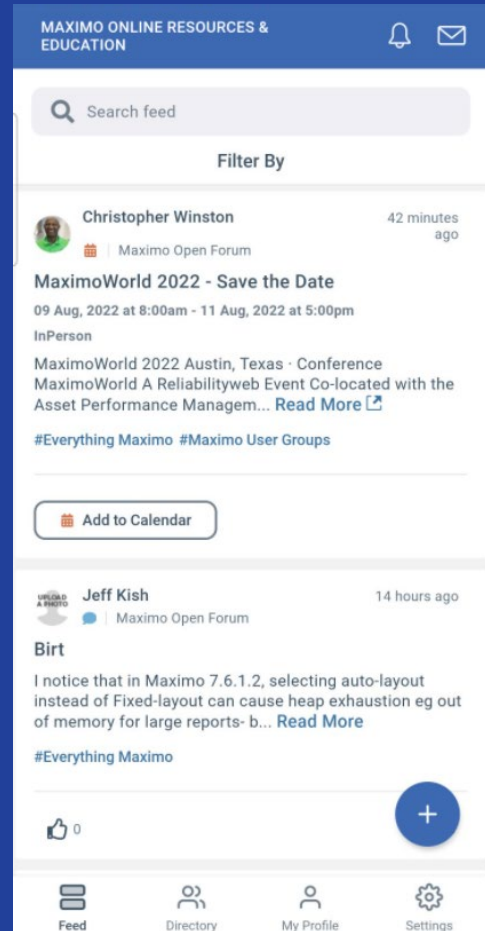 MAXIMO ONLINE RESOURCES &
EDUCATION
Search feed
Filter By
Christopher Winston
42 minutes
ago
Maximo Open Forum
MaximoWorld 2022 - Save the Date
09 Aug, 2022 at 8:00am - 11 Aug, 2022 at 5:00pm
InPerson
MaximoWorld 2022 Austin, Texas · Conference
MaximoWorld A Reliabilityweb Event Co-located with the
Asset Performance Managem... Read More
#Everything Maximo #Maximo User Groups
Add to Calendar
UPLOAD
A PHOTO
Jeff Kish
14 hours ago
Maximo Open Forum
Birt
I notice that in Maximo 7.6.1.2, selecting auto-layout
instead of Fixed-layout can cause heap exhaustion eg out
of memory for large reports- b... Read More
#Everything Maximo
0
Feed
Directory
My Profile
Settings